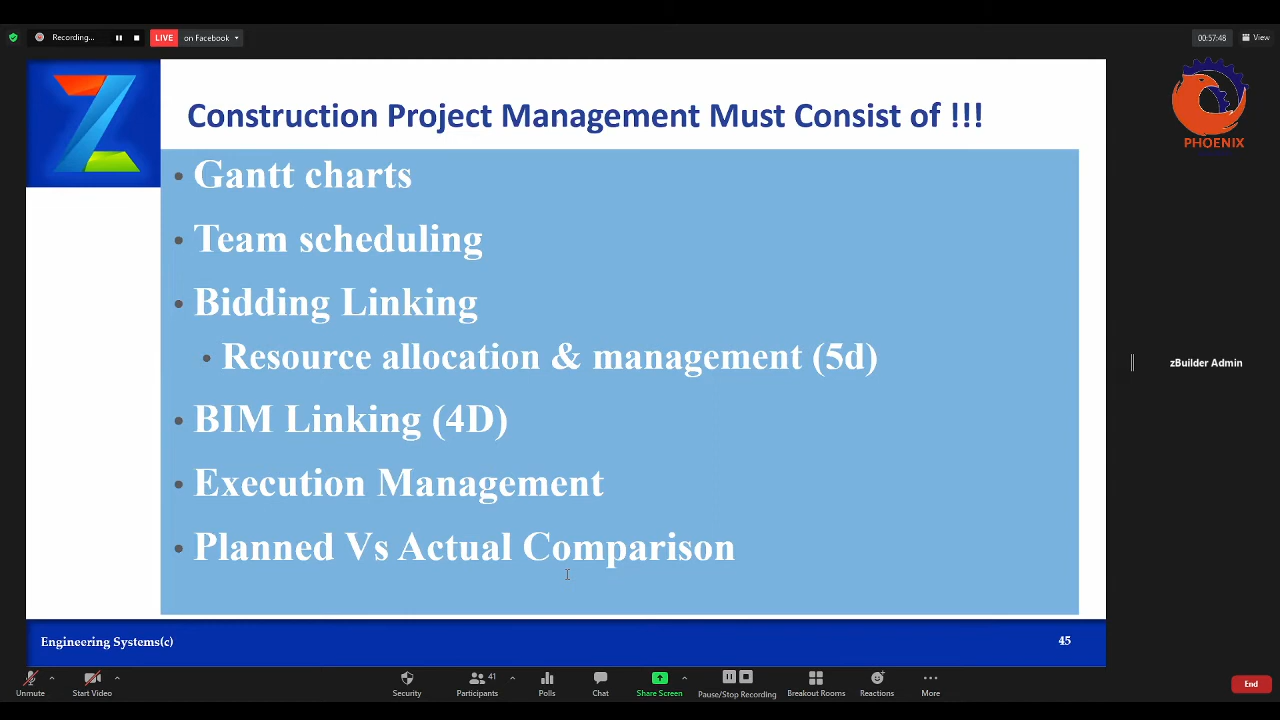 Recording...
LIVE
on Facebook
00:57:48
View
Z
PHOENIX
Construction Project Management Must Consist of !!!
• Gantt charts
• Team scheduling
• Bidding Linking
• Resource allocation & management (5d)
• BIM Linking (4D)
• Execution Management
• Planned Vs Actual Comparison
zBuilder Admin
Engineering Systems(c)
45
Unmute
Start Video
Security
Participants
41
Polls
Chat
Share Screen
Pause/Stop Recording
Breakout Rooms
Reactions
More
End